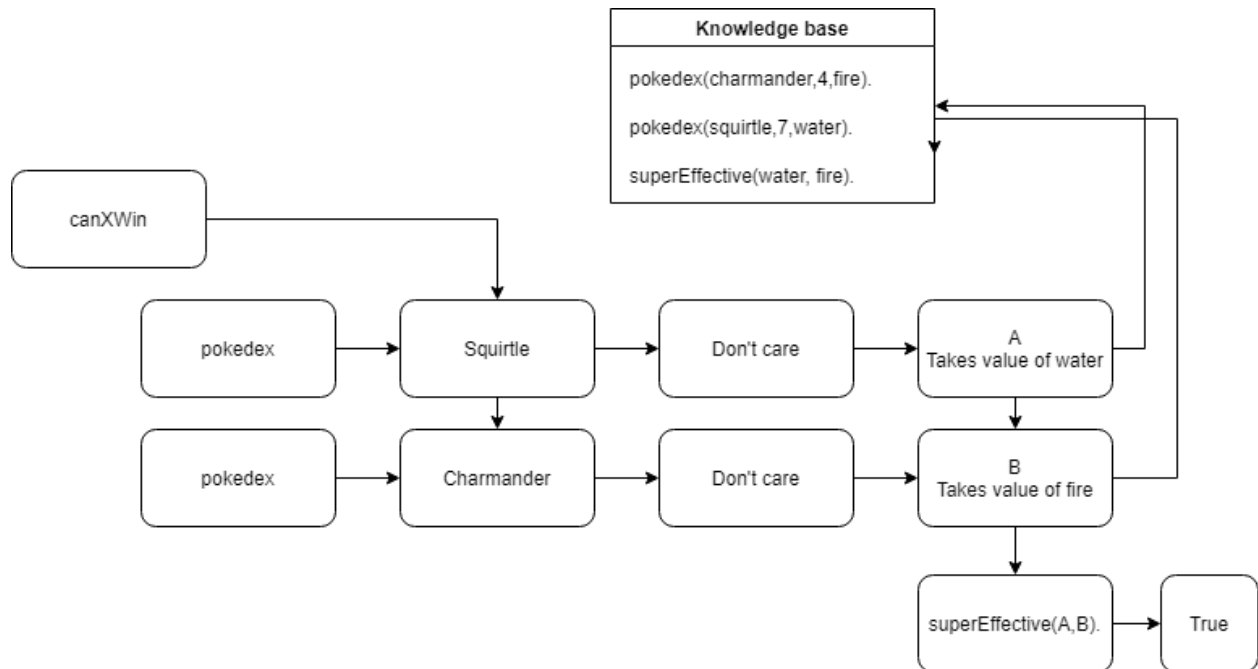 Knowledge base
pokedex(charmander,4,fire).
pokedex(squirtle,7,water).
superEffective(water, fire).
canXWin
pokedex
Squirtle
Don't care
A
Takes value of water
pokedex
Charmander
Don't care
B
Takes value of fire
superEffective(A,B).
True